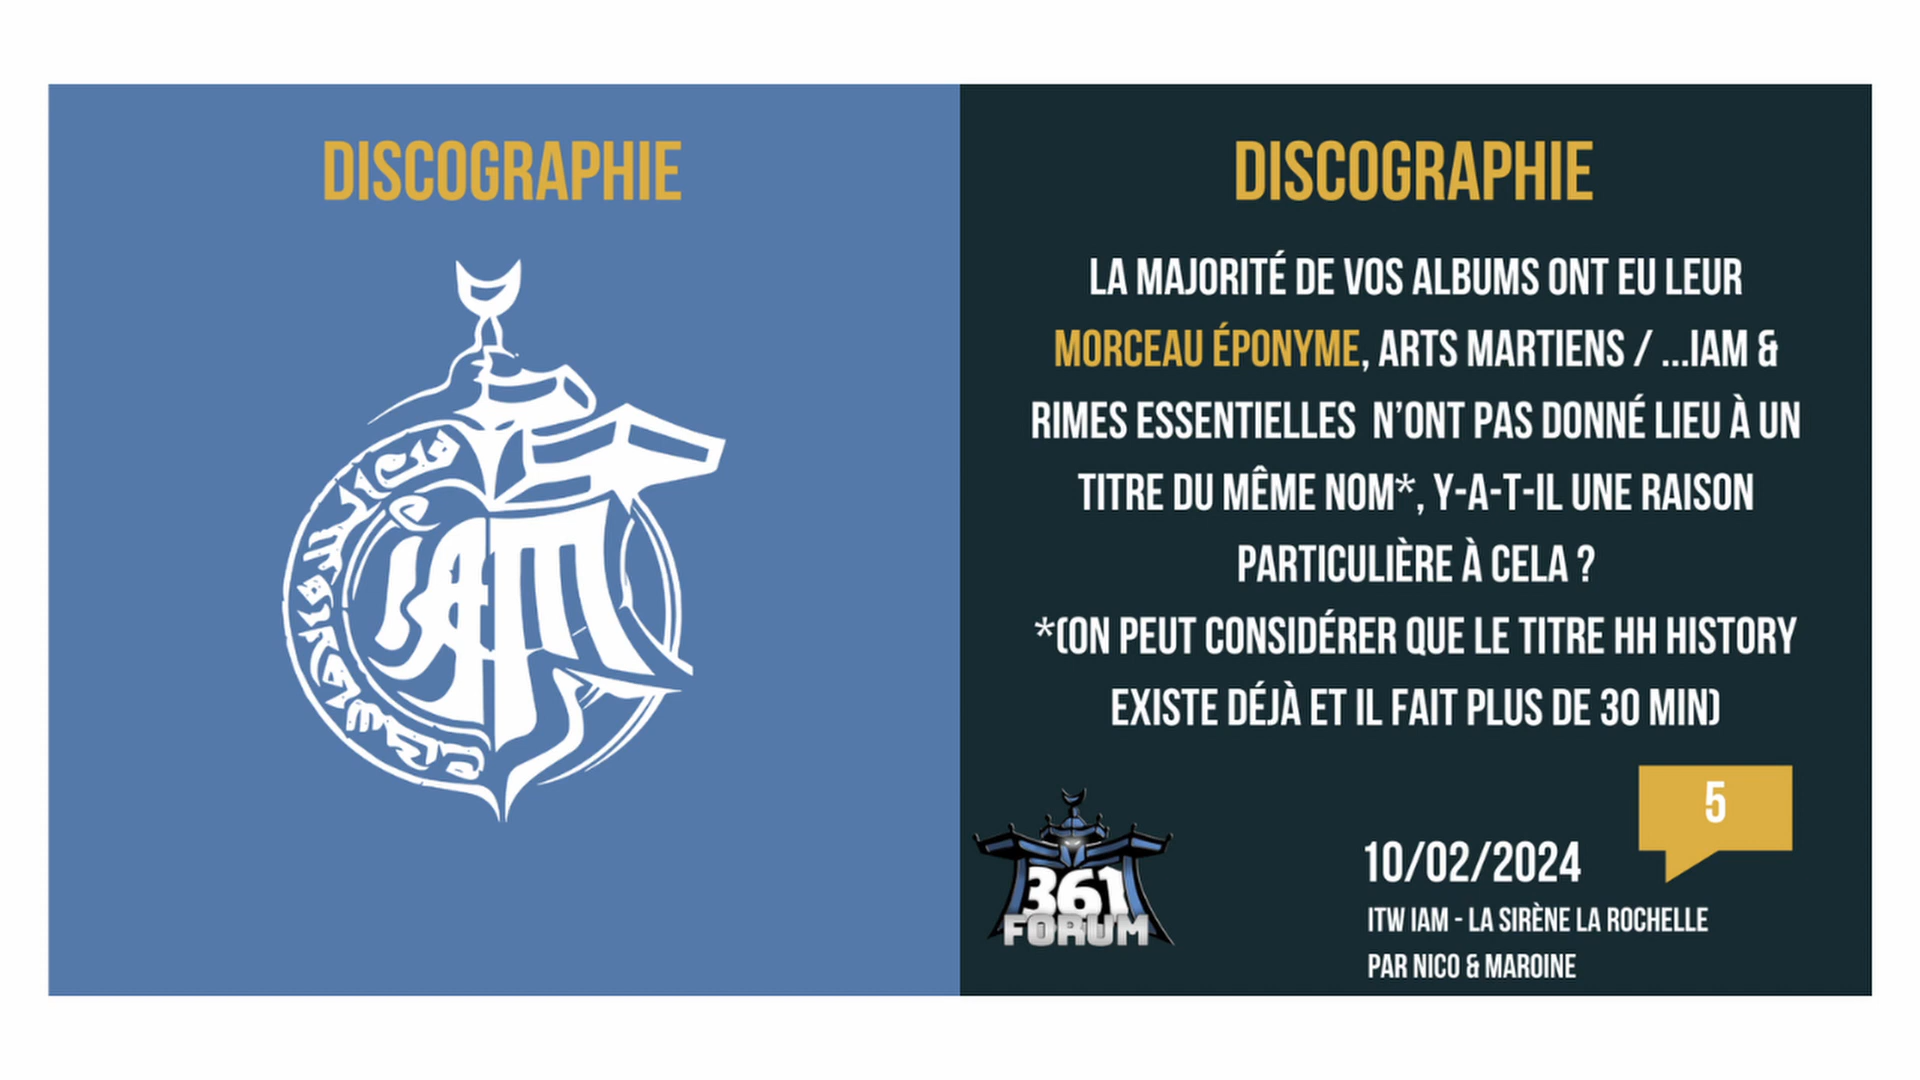 DISCOGRAPHIE
IAM
DISCOGRAPHIE
LA MAJORITÉ DE VOS ALBUMS ONT EU LEUR
MORCEAU ÉPONYME, ARTS MARTIENS / ...IAM &
RIMES ESSENTIELLES N'ONT PAS DONNÉ LIEU À UN
TITRE DU MÊME NOM*, Y-A-T-IL UNE RAISON
PARTICULIÈRE À CELA ?
*(ON PEUT CONSIDÉRER QUE LE TITRE HH HISTORY
EXISTE DÉJÀ ET IL FAIT PLUS DE 30 MIN)
5
361
FORUM
10/02/2024
ITW IAM - LA SIRÈNE LA ROCHELLE
PAR NICO & MAROINE